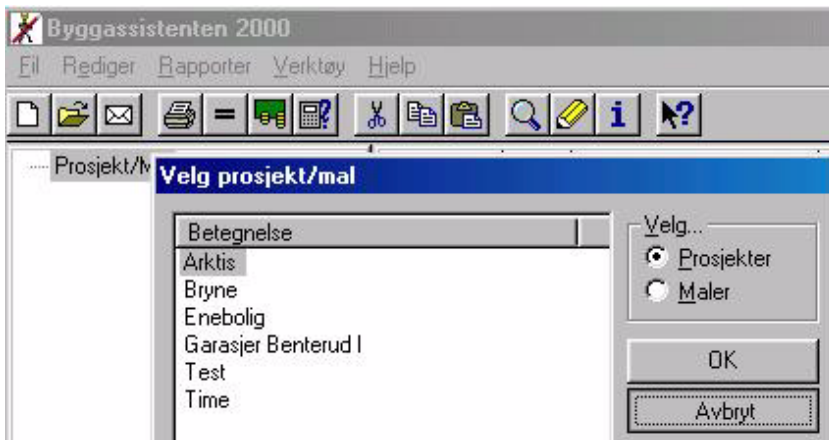 Byggassistenten 2000
Fil Rediger Rapporter Verktøy Hjelp
Prosjekt/M
Velg prosjekt/mal
Betegnelse
Arktis
Bryne
Enebolig
Garasjer Benterud I
Test
Time
Velg...
Prosjekter
Maler
OK
Avbryt